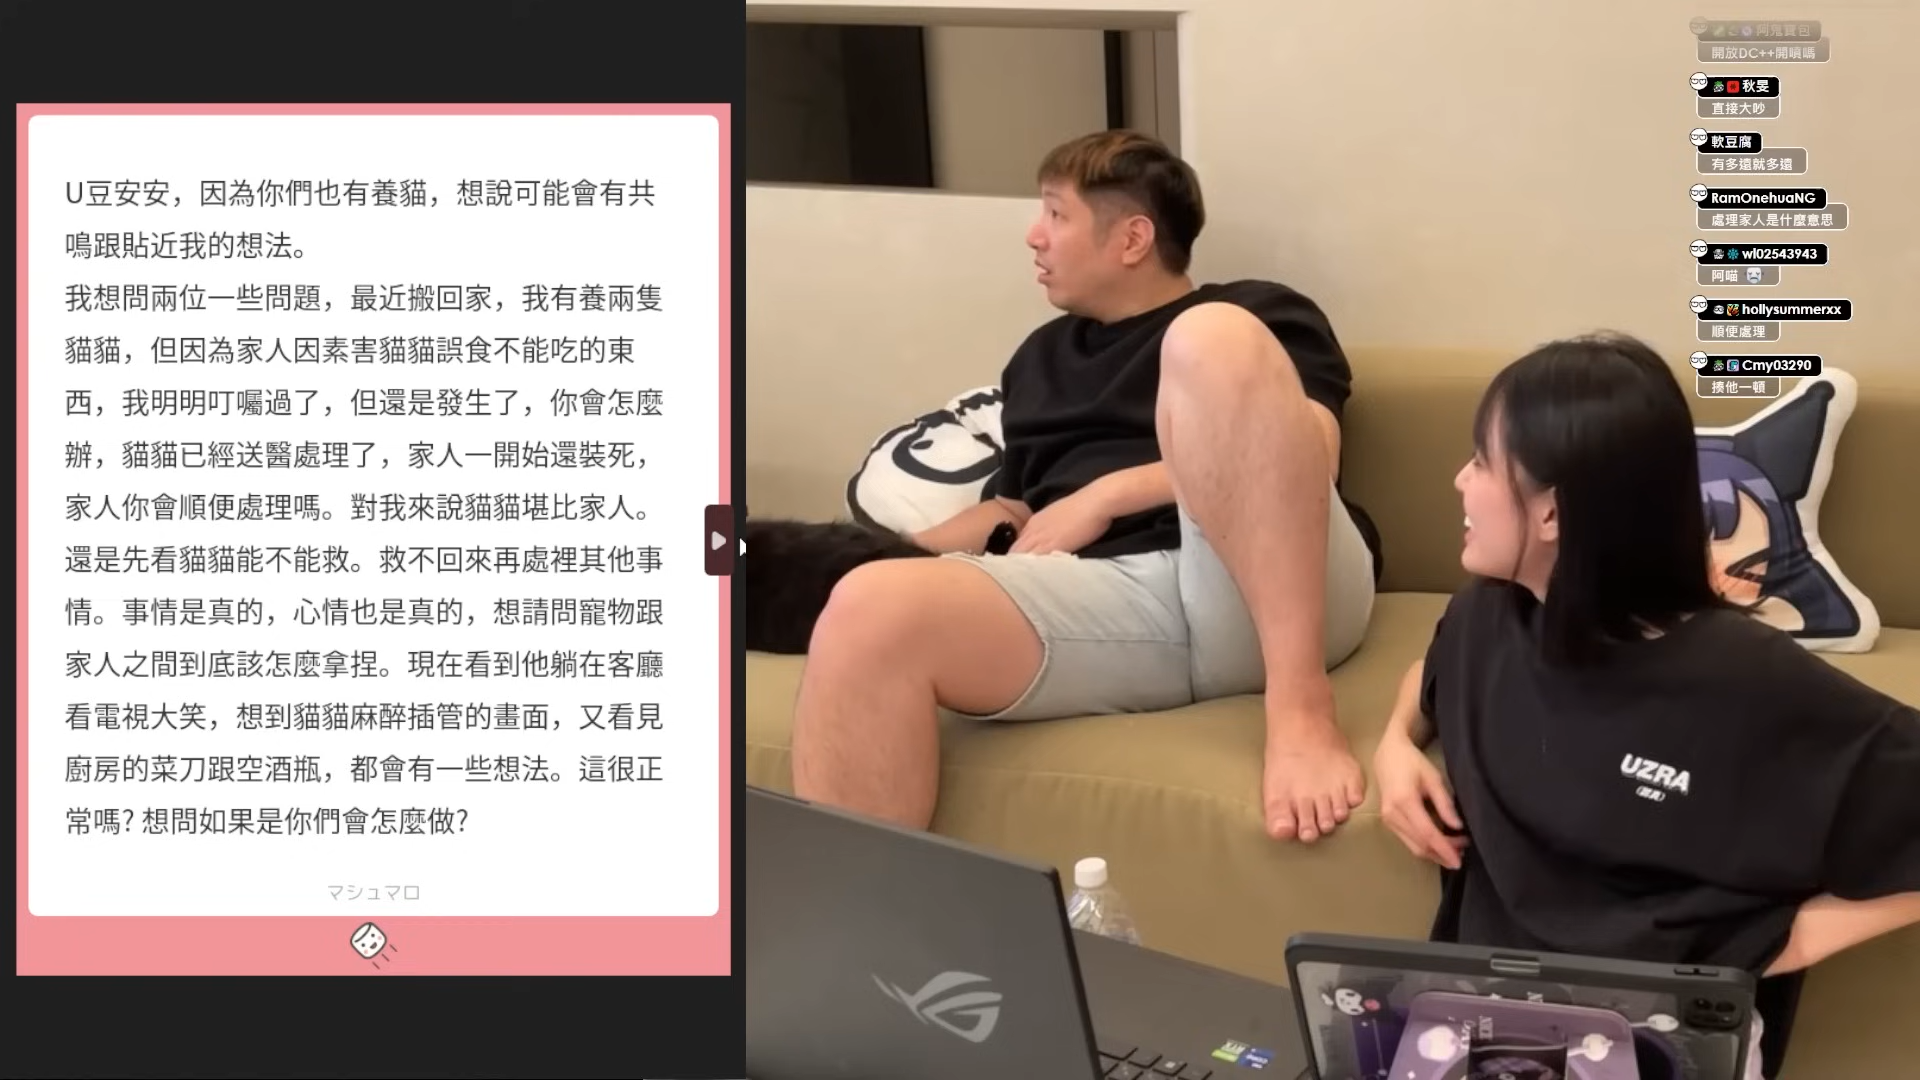 U豆安安，因為你們也有養貓，想說可能會有共
鳴跟貼近我的想法。
我想問兩位一些問題，最近搬回家，我有養兩隻
貓貓，但因為家人因素害貓貓誤食不能吃的東
西，我明明叮囑過了，但還是發生了，你會怎麼
辦，貓貓已經送醫處理了，家人一開始還裝死，
家人你會順便處理嗎。對我來說貓貓堪比家人。
還是先看貓貓能不能救。救不回來再處裡其他事
情。事情是真的，心情也是真的，想請問寵物跟
家人之間到底該怎麼拿捏。現在看到他躺在客廳
看電視大笑，想到貓貓麻醉插管的畫面，又看見
廚房的菜刀跟空酒瓶，都會有一些想法。這很正
常嗎? 想問如果是你們會怎麼做?
マシュマロ
阿鬼寶包
開放DC++開嗩嗎
秋旻
直接大吵
軟豆腐
有多遠就多遠
RamOnehuaNG
處理家人是什麼意思
wl02543943
阿喵
hollysummerxx
順便處理
Cmy03290
揍他一頓
UZRA